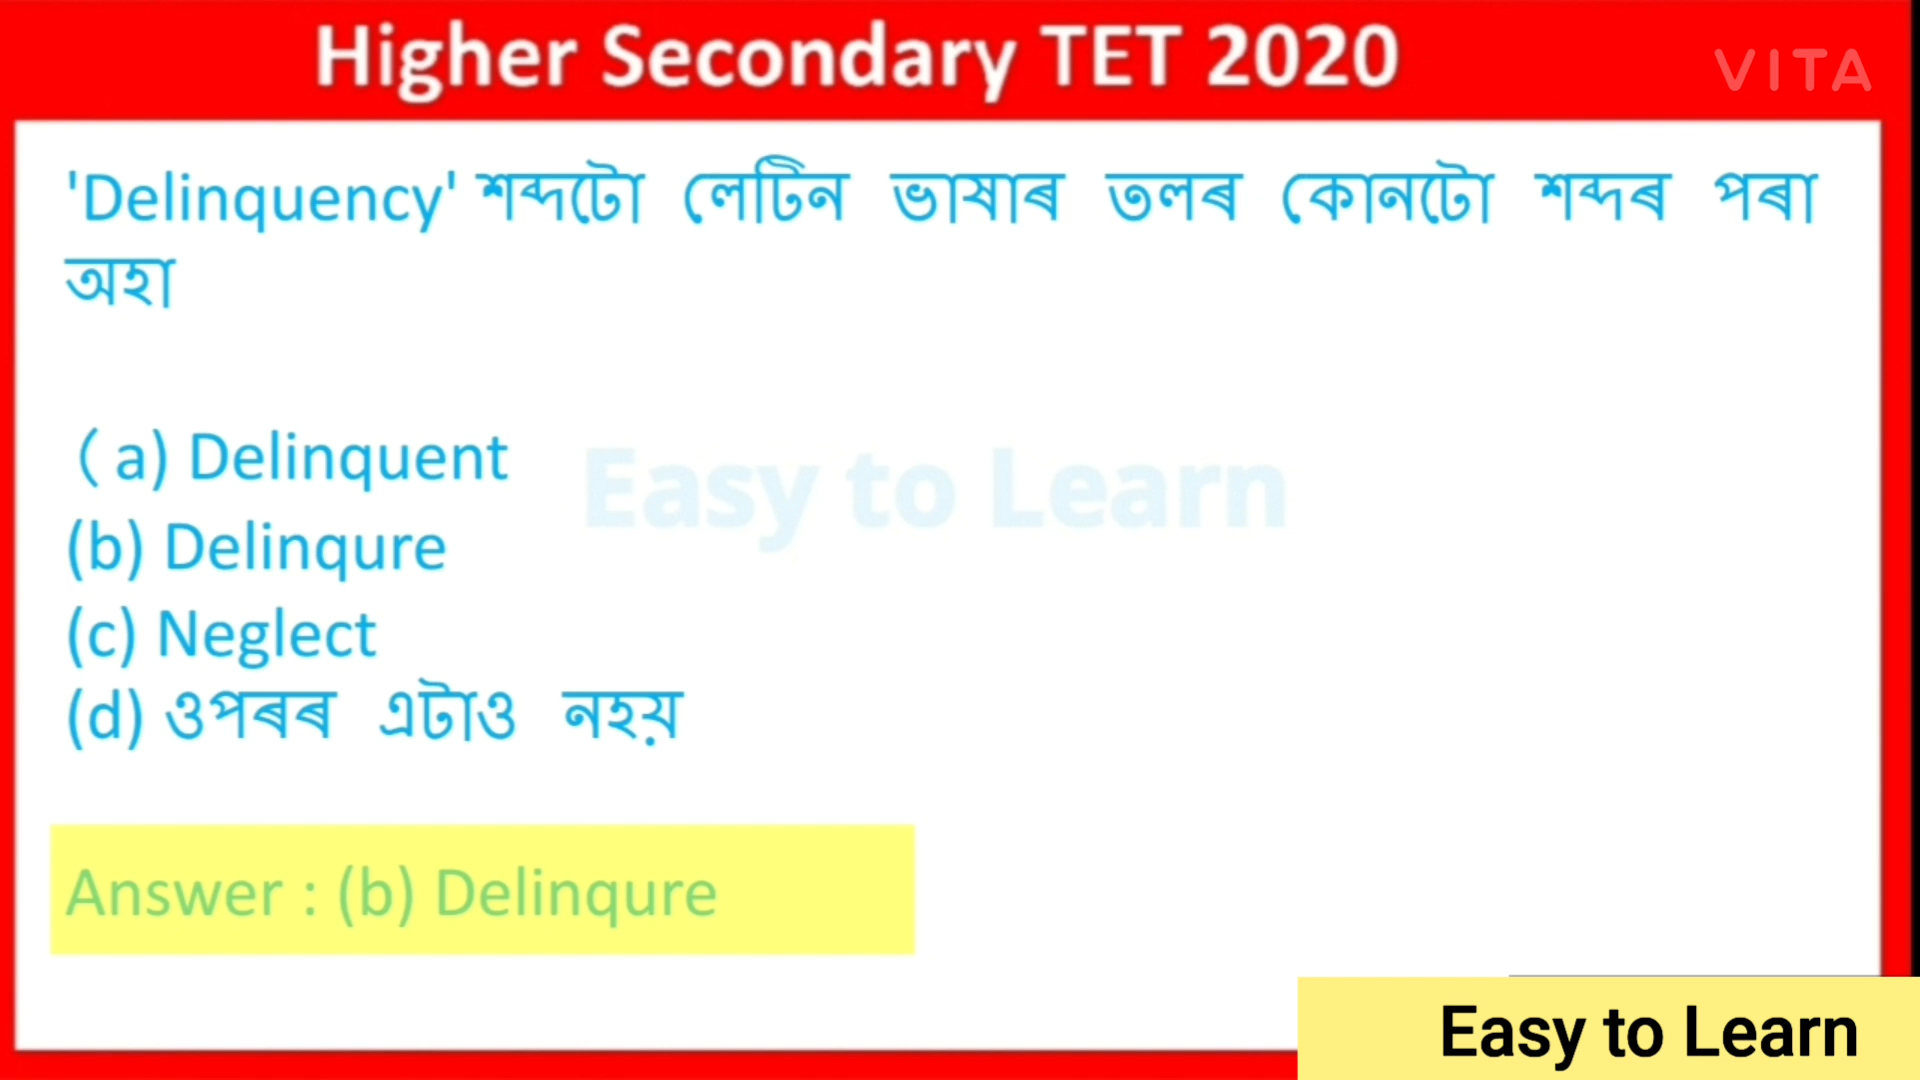 Higher Secondary TET 2020
VITA
'Delinquency' শব্দটো লেটিন ভাষাৰ তলৰ কোনটো শব্দৰ পৰা
অহা
( a) Delinquent
Easy to Learn
(b) Delinqure
(c) Neglect
(d) ওপৰৰ এটাও নহয়
Answer : (b) Delinqure
Easy to Learn